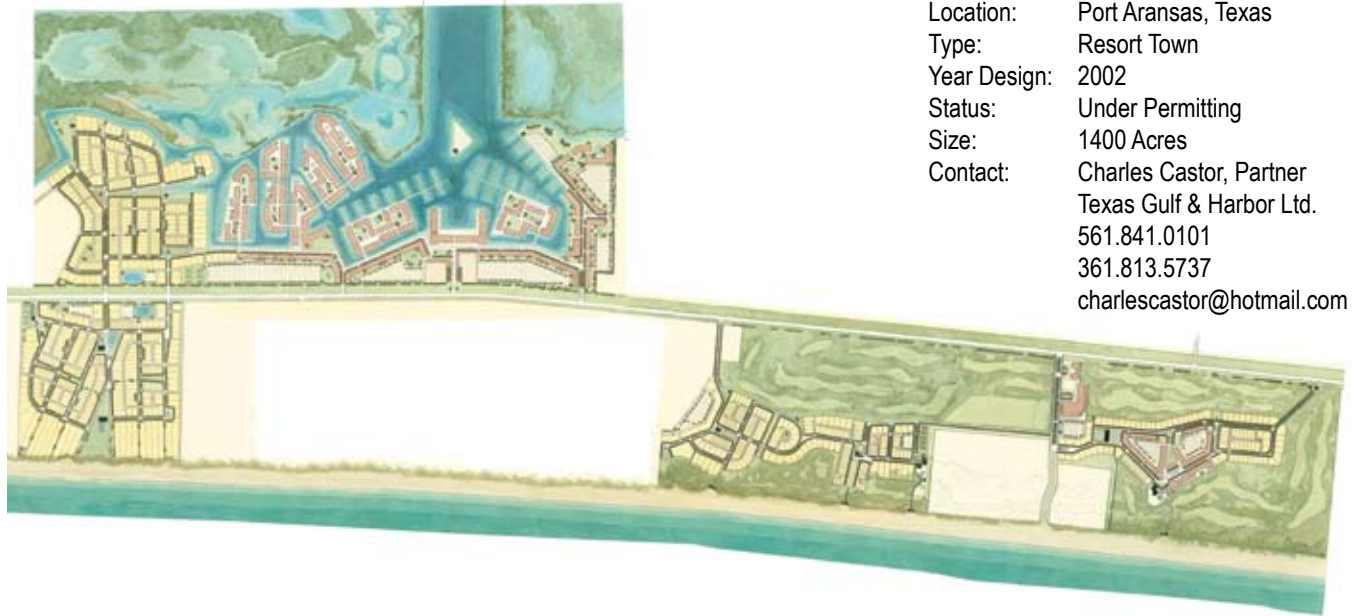 Location: Port Aransas, Texas
Type: Resort Town
Year Design: 2002
Status: Under Permitting
Size: 1400 Acres
Contact: Charles Castor, Partner
Texas Gulf & Harbor Ltd.
561.841.0101
361.813.5737
charlescastor@hotmail.com